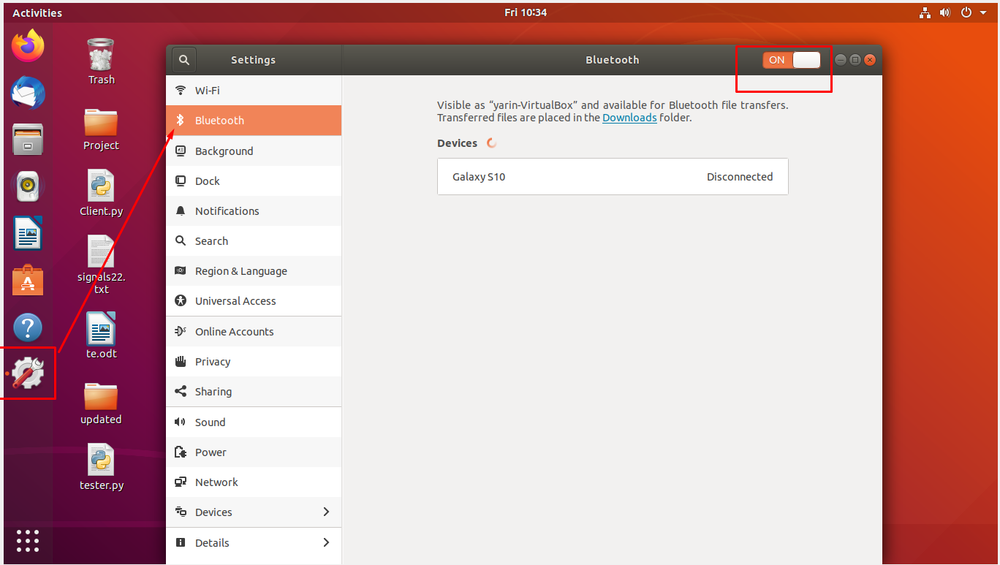 Activities
Fri 10:34
Trash
Project
Client.py
signals22.
txt
te.odt
updated
tester.py
Settings
Bluetooth
ON
Wi-Fi
Bluetooth
Background
Dock
Notifications
Search
Region & Language
Universal Access
Online Accounts
Privacy
Sharing
Sound
Power
Network
Devices
Details
Visible as “yarin-VirtualBox” and available for Bluetooth file transfers.
Transferred files are placed in the Downloads folder.
Devices
Galaxy S10 Disconnected